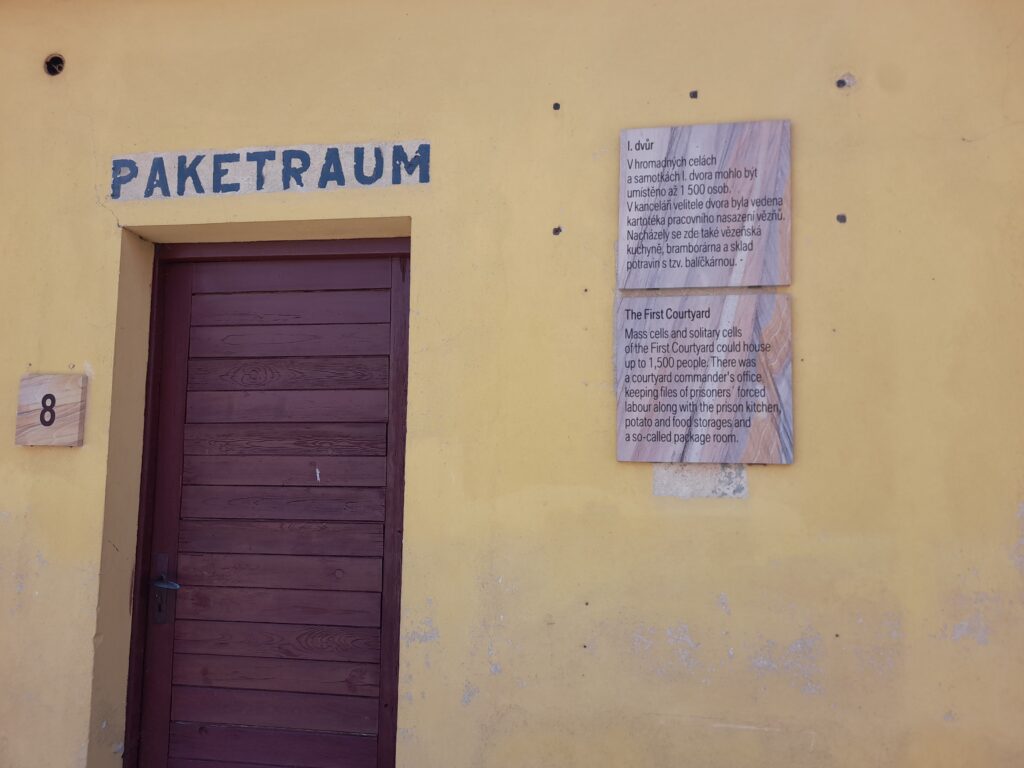 PAKETRAUM
8
I. dvůr
V hromadných celách
a samotkách I. dvora mohlo být
umístěno až 1 500 osob.
V kanceláři velitele dvora byla vedena
kartotéka pracovního nasazení vězňů.
Nacházely se zde také vězeňská
kuchyně, bramborárna a sklad
potravin s tzv. balíčkárnou.
The First Courtyard
Mass cells and solitary cells
of the First Courtyard could house
up to 1,500 people. There was
a courtyard commander's office
keeping files of prisoners´ forced
labour along with the prison kitchen,
potato and food storages and
a so-called package room.